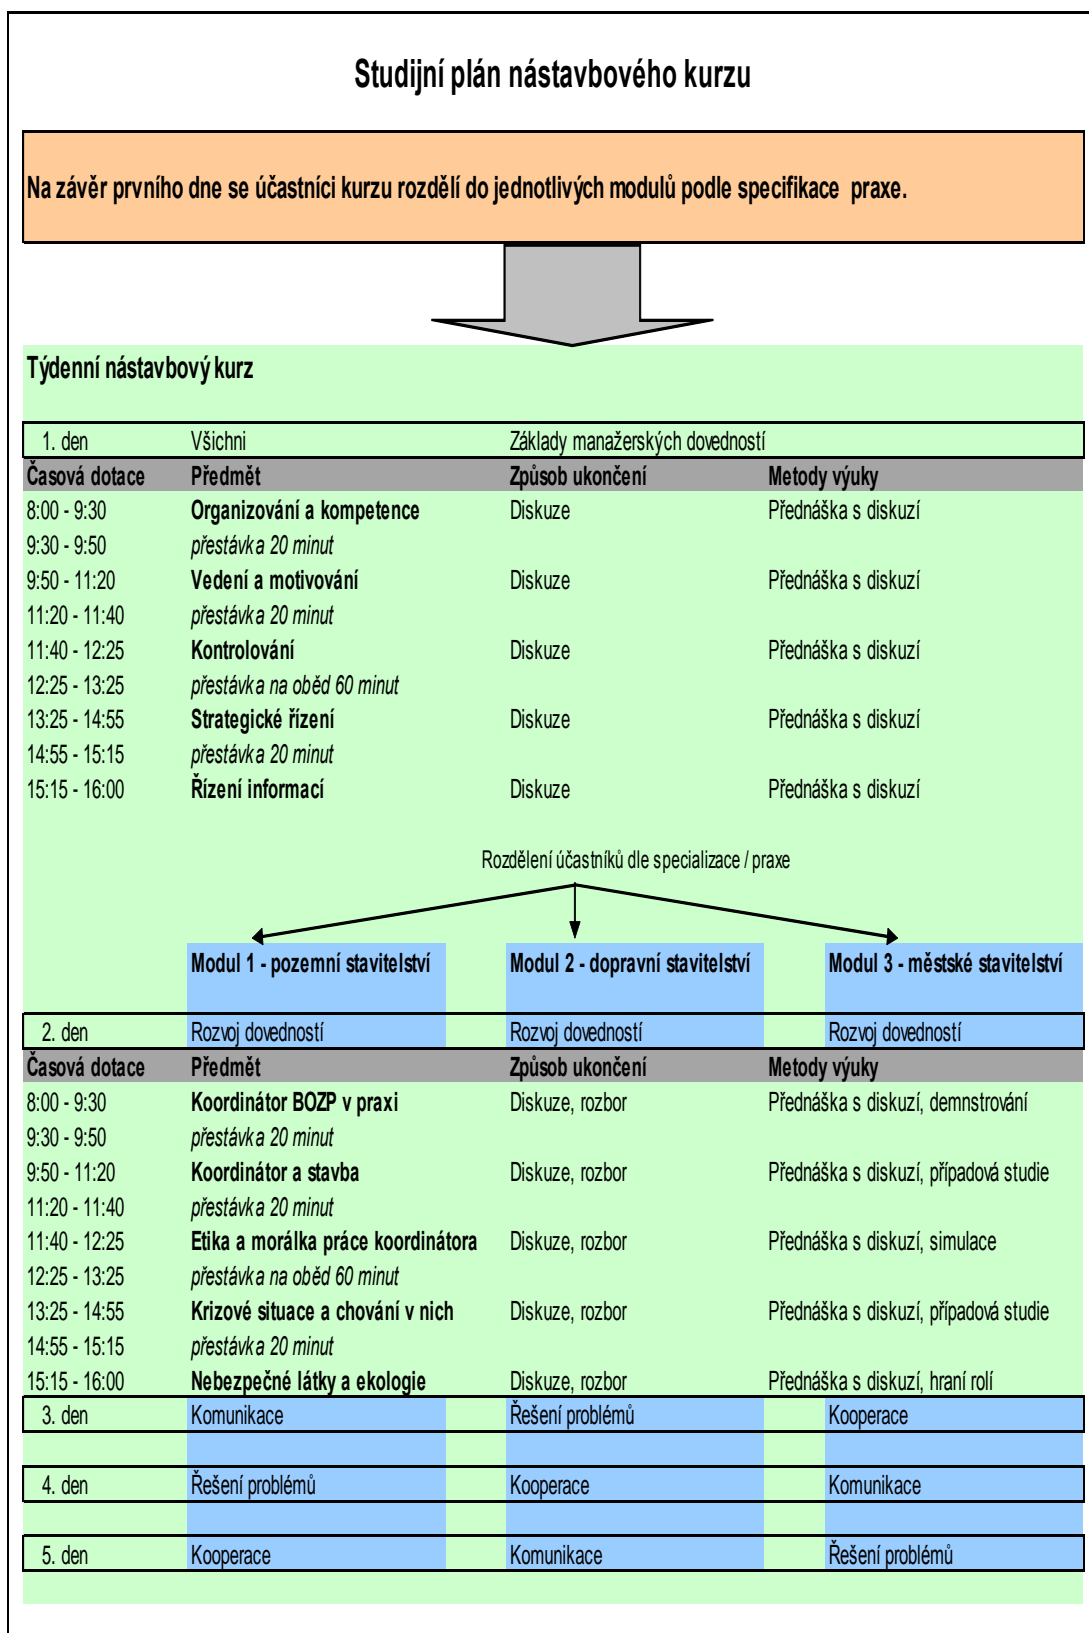 Studijní plán nástavbového kurzu
Na závěr prvního dne se účastníci kurzu rozdělí do jednotlivých modulů podle specifikace praxe.
Týdenní nástavbový kurz
1. den Všichni Základy manažerských dovedností
Časová dotace Předmět Způsob ukončení Metody výuky
8:00 - 9:30 Organizování a kompetence Diskuze Přednáška s diskuzí
9:30 - 9:50 přestávka 20 minut
9:50 - 11:20 Vedení a motivování Diskuze Přednáška s diskuzí
11:20 - 11:40 přestávka 20 minut
11:40 - 12:25 Kontrolování Diskuze Přednáška s diskuzí
12:25 - 13:25 přestávka na oběd 60 minut
13:25 - 14:55 Strategické řízení Diskuze Přednáška s diskuzí
14:55 - 15:15 přestávka 20 minut
15:15 - 16:00 Řízení informací Diskuze Přednáška s diskuzí
Rozdělení účastníků dle specializace / praxe
Modul 1 - pozemní stavitelství Modul 2 - dopravní stavitelství Modul 3 - městské stavitelství
2. den Rozvoj dovedností Rozvoj dovedností Rozvoj dovedností
Časová dotace Předmět Způsob ukončení Metody výuky
8:00 - 9:30 Koordinátor BOZP v praxi Diskuze, rozbor Přednáška s diskuzí, demnstrování
9:30 - 9:50 přestávka 20 minut
9:50 - 11:20 Koordinátor a stavba Diskuze, rozbor Přednáška s diskuzí, případová studie
11:20 - 11:40 přestávka 20 minut
11:40 - 12:25 Etika a morálka práce koordinátora Diskuze, rozbor Přednáška s diskuzí, simulace
12:25 - 13:25 přestávka na oběd 60 minut
13:25 - 14:55 Krizové situace a chování v nich Diskuze, rozbor Přednáška s diskuzí, případová studie
14:55 - 15:15 přestávka 20 minut
15:15 - 16:00 Nebezpečné látky a ekologie Diskuze, rozbor Přednáška s diskuzí, hraní rolí
3. den Komunikace Řešení problémů Kooperace
4. den Řešení problémů Kooperace Komunikace
5. den Kooperace Komunikace Řešení problémů